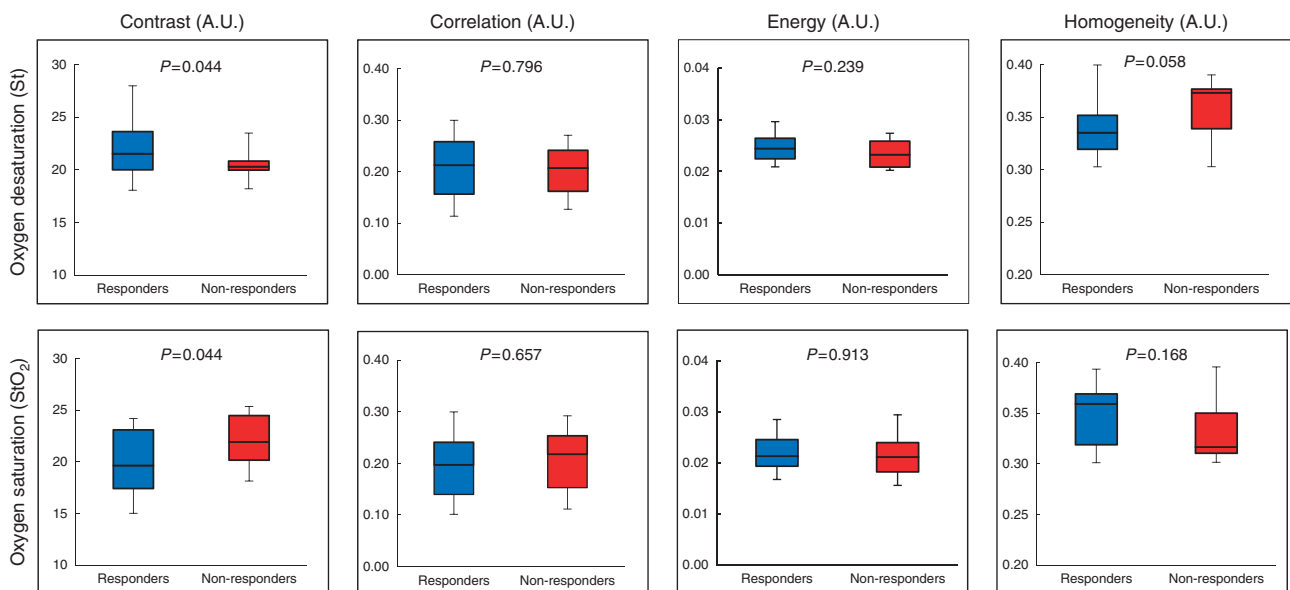 Contrast (A.U.)
Correlation (A.U.)
Energy (A.U.)
Homogeneity (A.U.)
Oxygen desaturation (St)
30
25
20
15
10
P=0.044
Responders
Non-responders
0.40
0.30
0.20
0.10
0.00
P=0.796
Responders
Non-responders
0.04
0.03
0.02
0.01
0.00
P=0.239
Responders
Non-responders
0.40
0.35
0.30
0.25
0.20
P=0.058
Responders
Non-responders
Oxygen saturation (StO2)
30
25
20
15
10
P=0.044
Responders
Non-responders
0.40
0.30
0.20
0.10
0.00
P=0.657
Responders
Non-responders
0.04
0.03
0.02
0.01
0.00
P=0.913
Responders
Non-responders
0.40
0.35
0.30
0.25
0.20
P=0.168
Responders
Non-responders